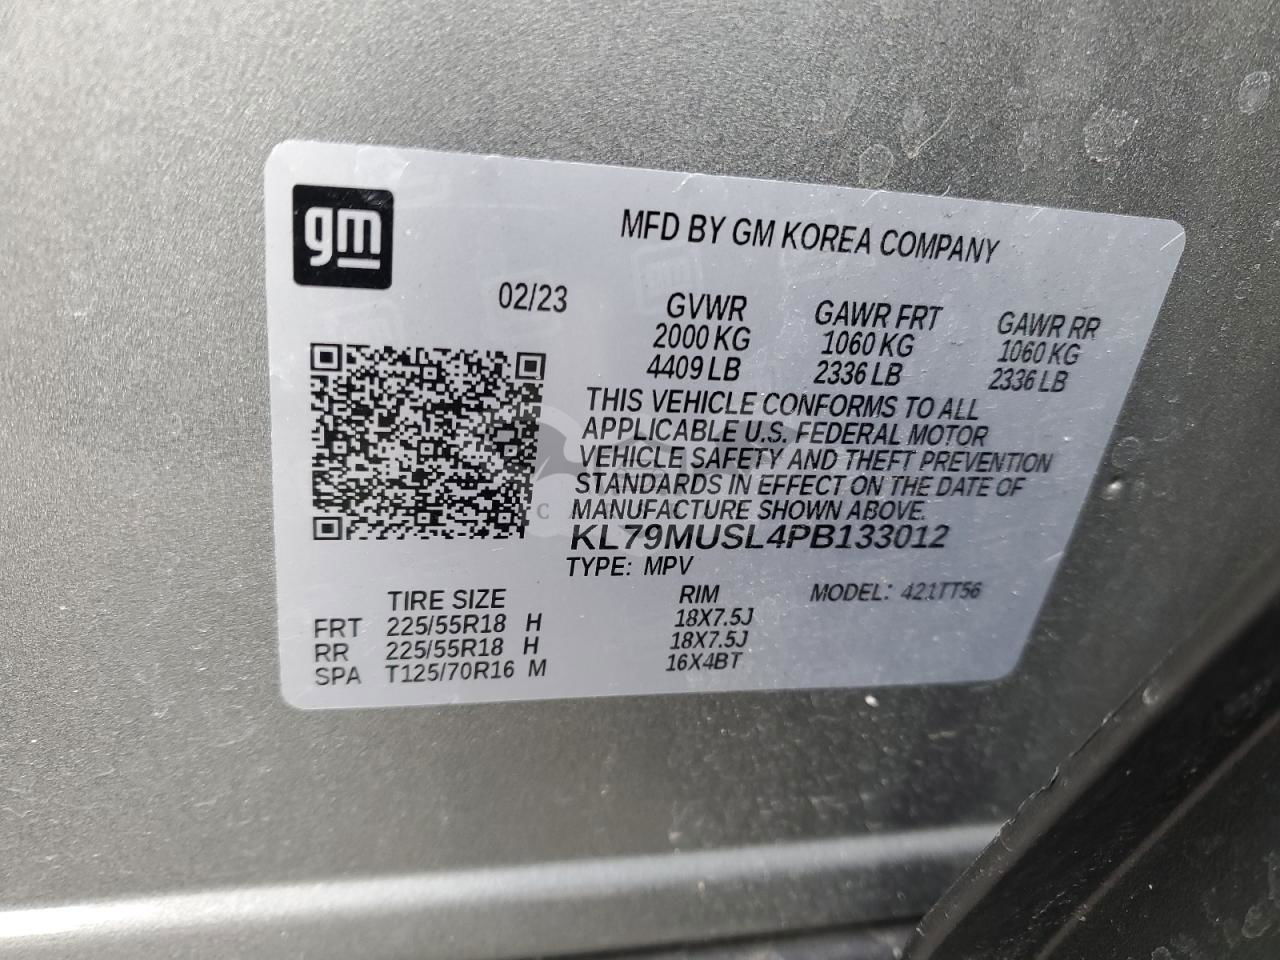 gm
MFD BY GM KOREA COMPANY
02/23 GVWR GAWR FRT GAWR RR
2000 KG 1060 KG 1060 KG
4409 LB 2336 LB 2336 LB
THIS VEHICLE CONFORMS TO ALL
APPLICABLE U.S. FEDERAL MOTOR
VEHICLE SAFETY AND THEFT PREVENTION
STANDARDS IN EFFECT ON THE DATE OF
MANUFACTURE SHOWN ABOVE.
KL79MUSL4PB133012
TYPE: MPV MODEL: 421TT56
TIRE SIZE RIM
FRT 225/55R18 H 18X7.5J
RR 225/55R18 H 18X7.5J
SPA T125/70R16 M 16X4BT